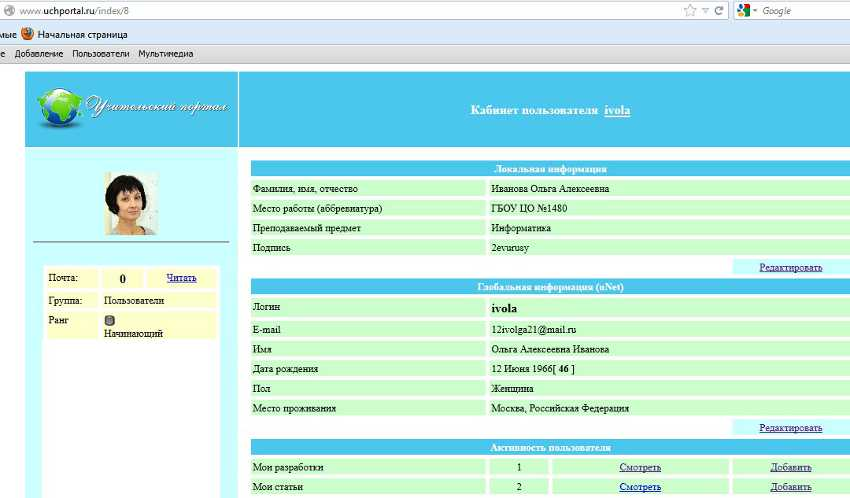 www.uchportal.ru/index/8
Google
мые Начальная страница
е Добавление Пользователи Мультимедиа
Учительский портал
Кабинет пользователя ivola
Локальная информация
Фамилия, имя, отчество Иванова Ольга Алексеевна
Место работы (аббревиатура) ГБОУ ЦО №1480
Преподаваемый предмет Информатика
Подпись 2evurusy
Редактировать
Почта: 0 Читать
Группа: Пользователи
Ранг
Начинающий
Глобальная информация (uNet)
Логин ivola
E-mail 12ivolga21@mail.ru
Имя Ольга Алексеевна Иванова
Дата рождения 12 Июня 1966[ 46 ]
Пол Женщина
Место проживания Москва, Российская Федерация
Редактировать
Активность пользователя
Мои разработки 1 Смотреть Добавить
Мои статьи 2 Смотреть Добавить